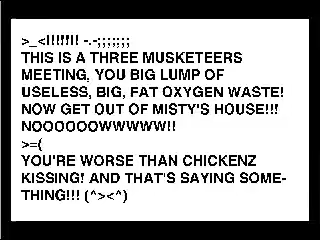 >_<!!!!!!! -.-;;;;;;;
THIS IS A THREE MUSKETEERS
MEETING, YOU BIG LUMP OF
USELESS, BIG, FAT OXYGEN WASTE!
NOW GET OUT OF MISTY'S HOUSE!!!
NOOOOOOWWWWW!!
>=(
YOU'RE WORSE THAN CHICKENZ
KISSING! AND THAT'S SAYING SOME-
THING!!! (^><^)